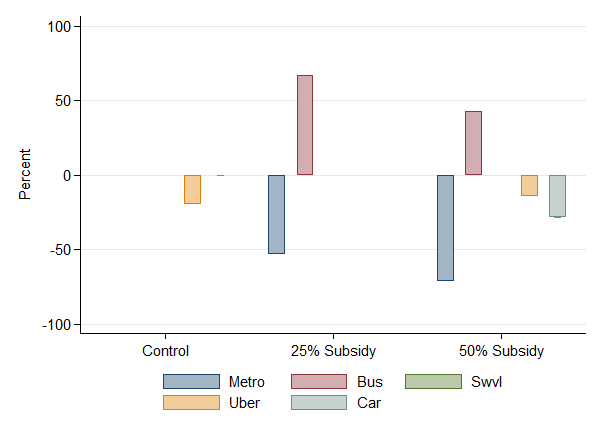 100
50
0
-50
-100
Percent
Control 25% Subsidy 50% Subsidy
Metro Bus Swvl
Uber Car